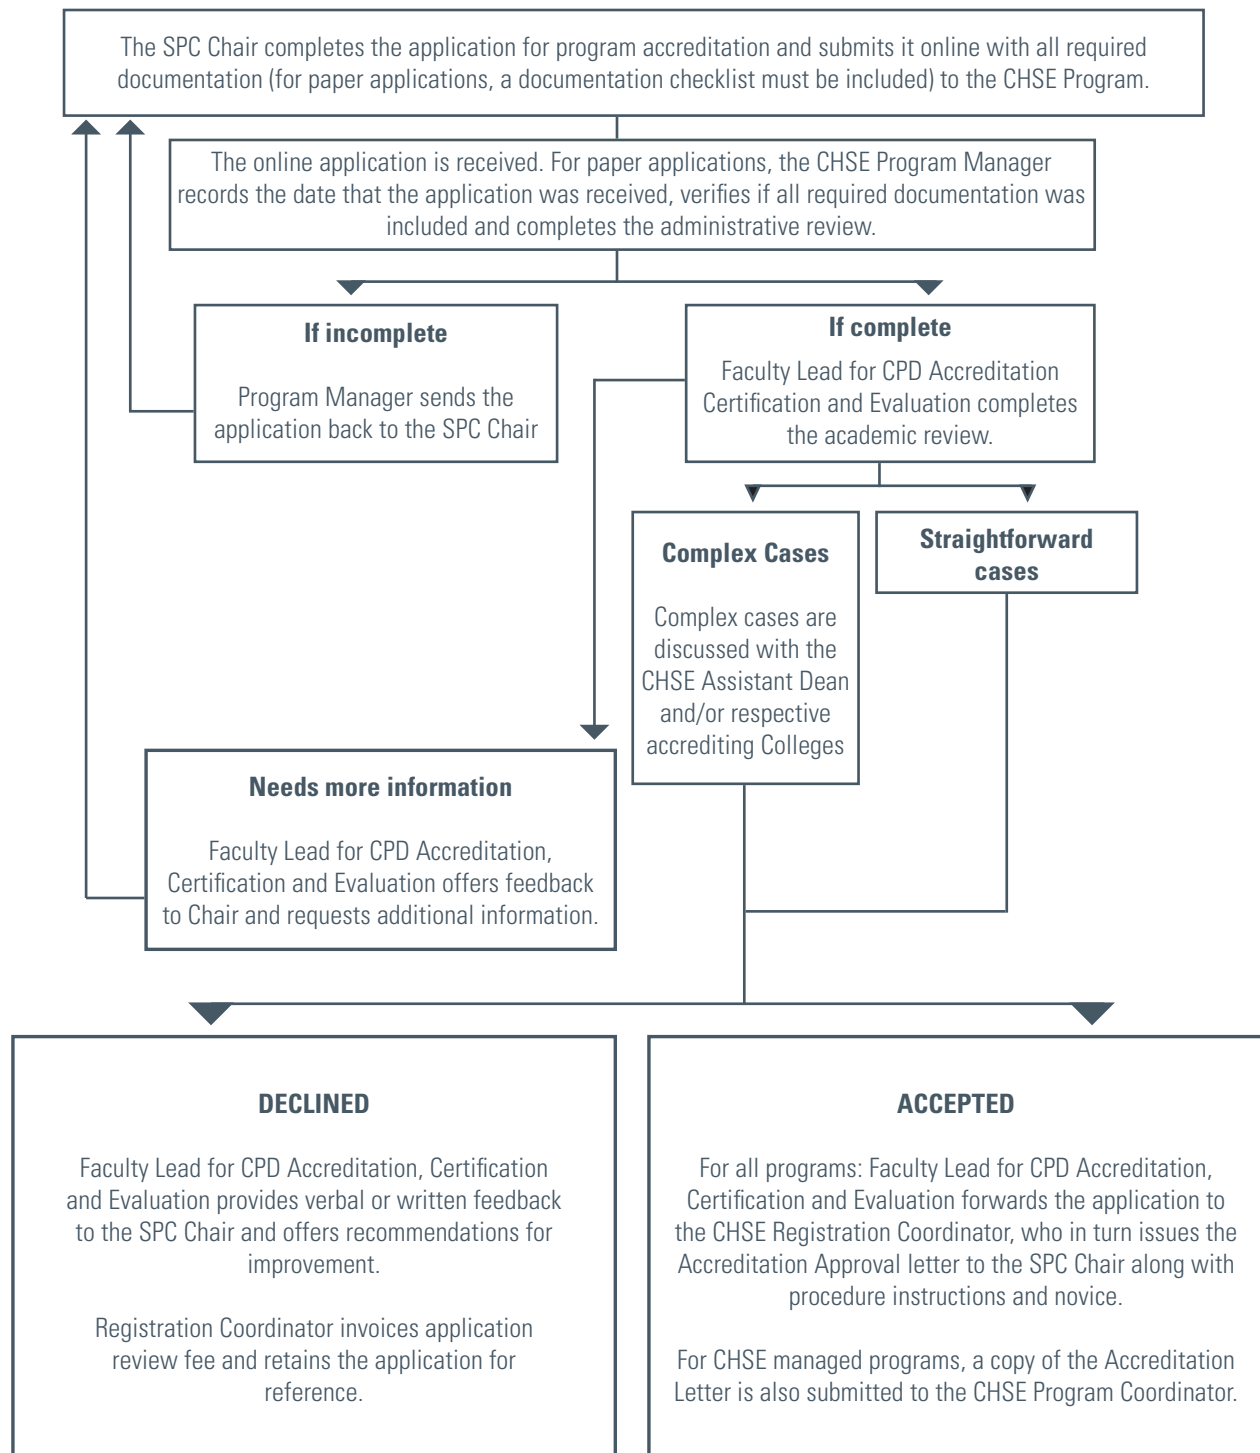 The SPC Chair completes the application for program accreditation and submits it online with all required
documentation (for paper applications, a documentation checklist must be included) to the CHSE Program.
The online application is received. For paper applications, the CHSE Program Manager
records the date that the application was received, verifies if all required documentation was
included and completes the administrative review.
If incomplete
Program Manager sends the
application back to the SPC Chair
If complete
Faculty Lead for CPD Accreditation
Certification and Evaluation completes
the academic review.
Complex Cases
Complex cases are
discussed with the
CHSE Assistant Dean
and/or respective
accrediting Colleges
Straightforward
cases
Needs more information
Faculty Lead for CPD Accreditation,
Certification and Evaluation offers feedback
to Chair and requests additional information.
DECLINED
Faculty Lead for CPD Accreditation, Certification
and Evaluation provides verbal or written feedback
to the SPC Chair and offers recommendations for
improvement.
Registration Coordinator invoices application
review fee and retains the application for
reference.
ACCEPTED
For all programs: Faculty Lead for CPD Accreditation,
Certification and Evaluation forwards the application to
the CHSE Registration Coordinator, who in turn issues the
Accreditation Approval letter to the SPC Chair along with
procedure instructions and novice.
For CHSE managed programs, a copy of the Accreditation
Letter is also submitted to the CHSE Program Coordinator.